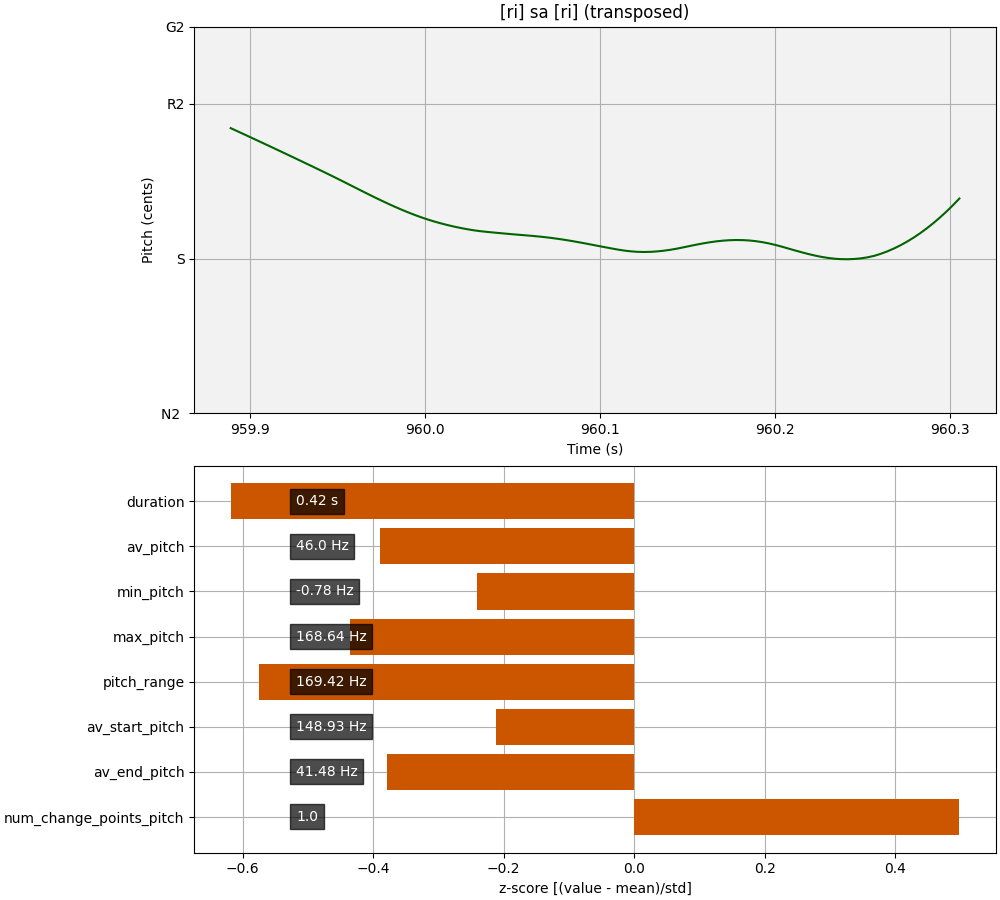 [ri] sa [ri] (transposed)
G2
R2
S
N2
Pitch (cents)
959.9 960.0 960.1 960.2 960.3
Time (s)
duration 0.42 s
av_pitch 46.0 Hz
min_pitch -0.78 Hz
max_pitch 168.64 Hz
pitch_range 169.42 Hz
av_start_pitch 148.93 Hz
av_end_pitch 41.48 Hz
num_change_points_pitch 1.0
−0.6 −0.4 −0.2 0.0 0.2 0.4
z-score [(value - mean)/std]